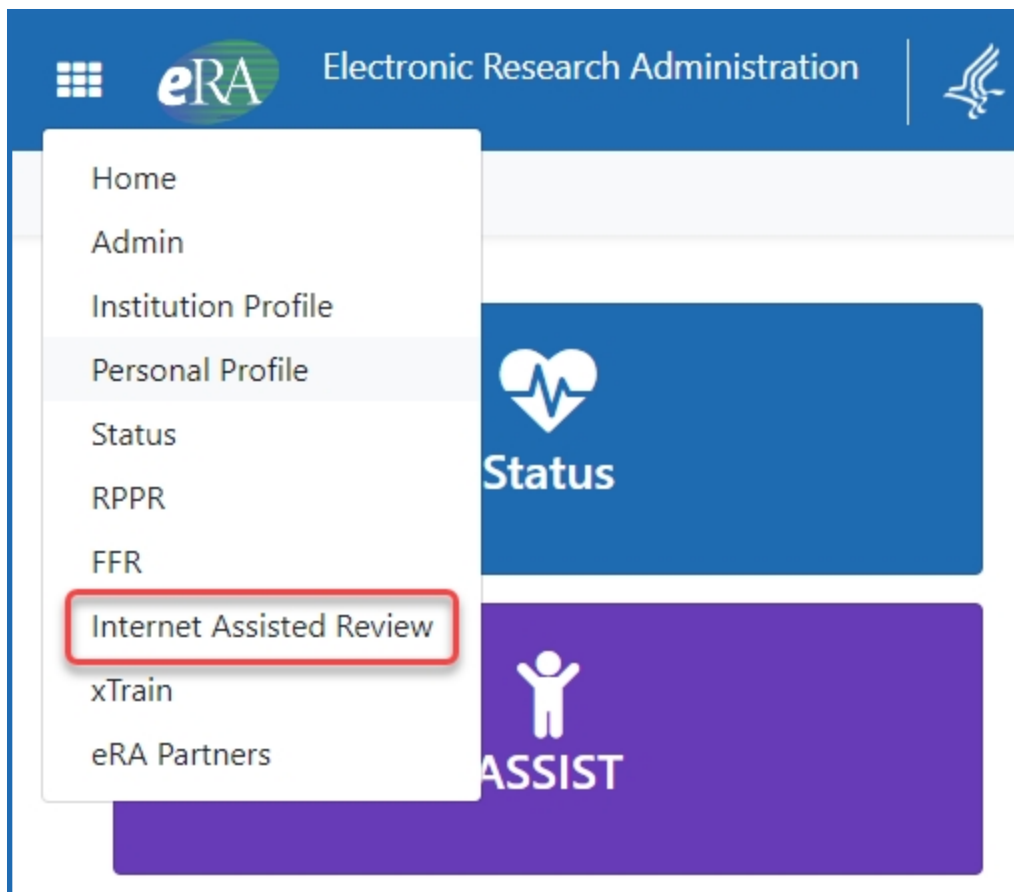 eRA
Electronic Research Administration
Home
Admin
Institution Profile
Personal Profile
Status
RPPR
FFR
Internet Assisted Review
xTrain
eRA Partners
Status
ASSIST